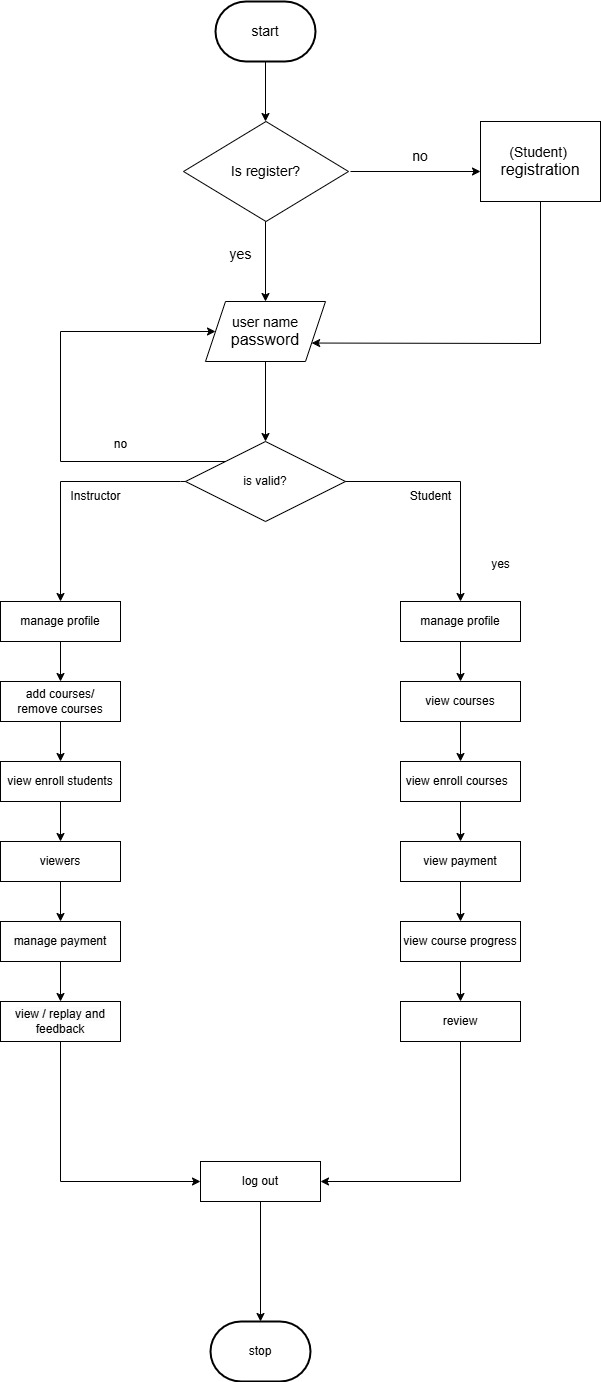 start
Is register?
no
(Student)
registration
yes
user name
password
no
is valid?
Instructor
Student
yes
manage profile
manage profile
add courses/
remove courses
view courses
view enroll students
view enroll courses
viewers
view payment
manage payment
view course progress
view / replay and
feedback
review
log out
stop